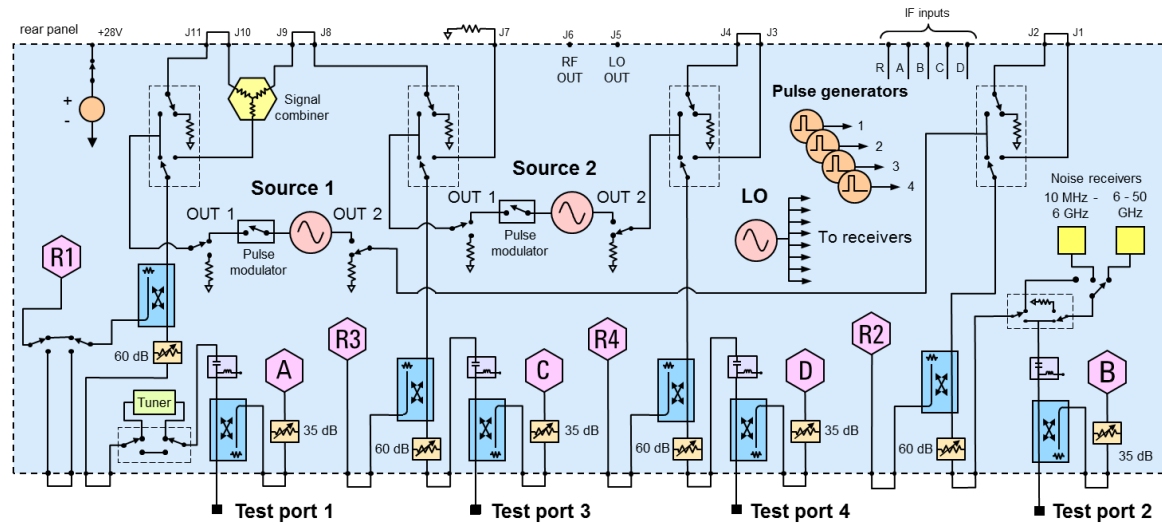 rear panel
+28V
J11
J10
J9
J8
J7
J6
J5
J4
J3
IF inputs
J2
J1
RF
OUT
LO
OUT
R
A
B
C
D
+
-
Signal
combiner
Pulse generators
1
2
3
4
Source 1
Source 2
LO
To receivers
Noise receivers
10 MHz -
6 GHz
6 - 50
GHz
OUT 1
OUT 2
Pulse
modulator
OUT 1
OUT 2
Pulse
modulator
R1
60 dB
Tuner
A
35 dB
R3
60 dB
C
35 dB
R4
60 dB
D
35 dB
R2
60 dB
B
35 dB
Test port 1
Test port 3
Test port 4
Test port 2